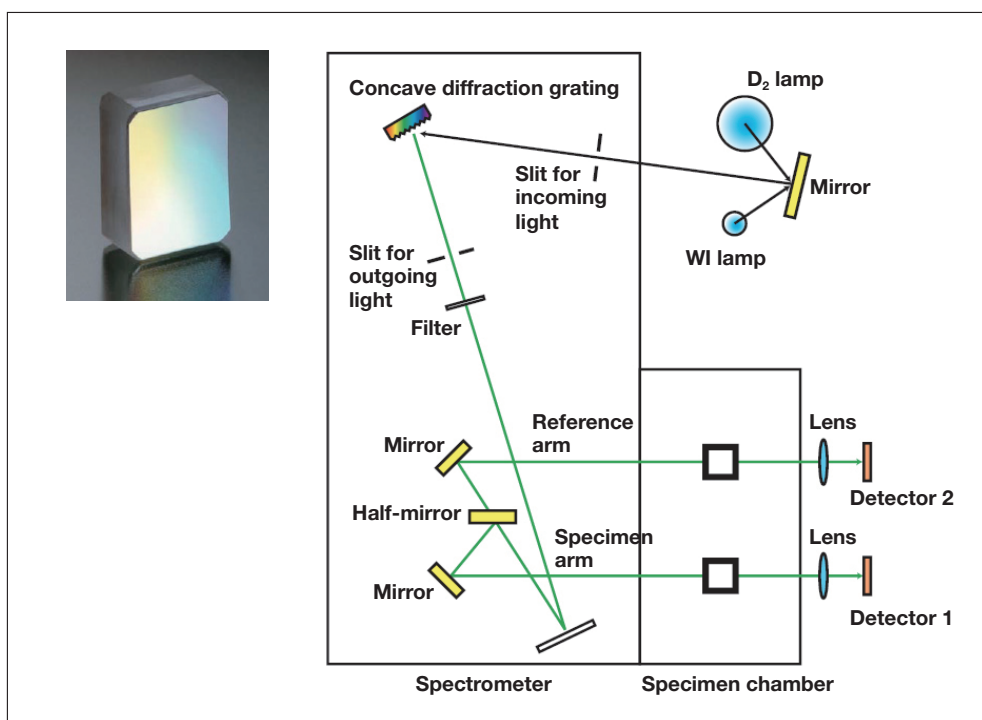 Concave diffraction grating
D₂ lamp
Slit for
incoming
light
Mirror
WI lamp
Slit for
outgoing
light
Filter
Reference
arm
Mirror
Lens
Detector 2
Half-mirror
Specimen
arm
Lens
Mirror
Detector 1
Spectrometer
Specimen chamber